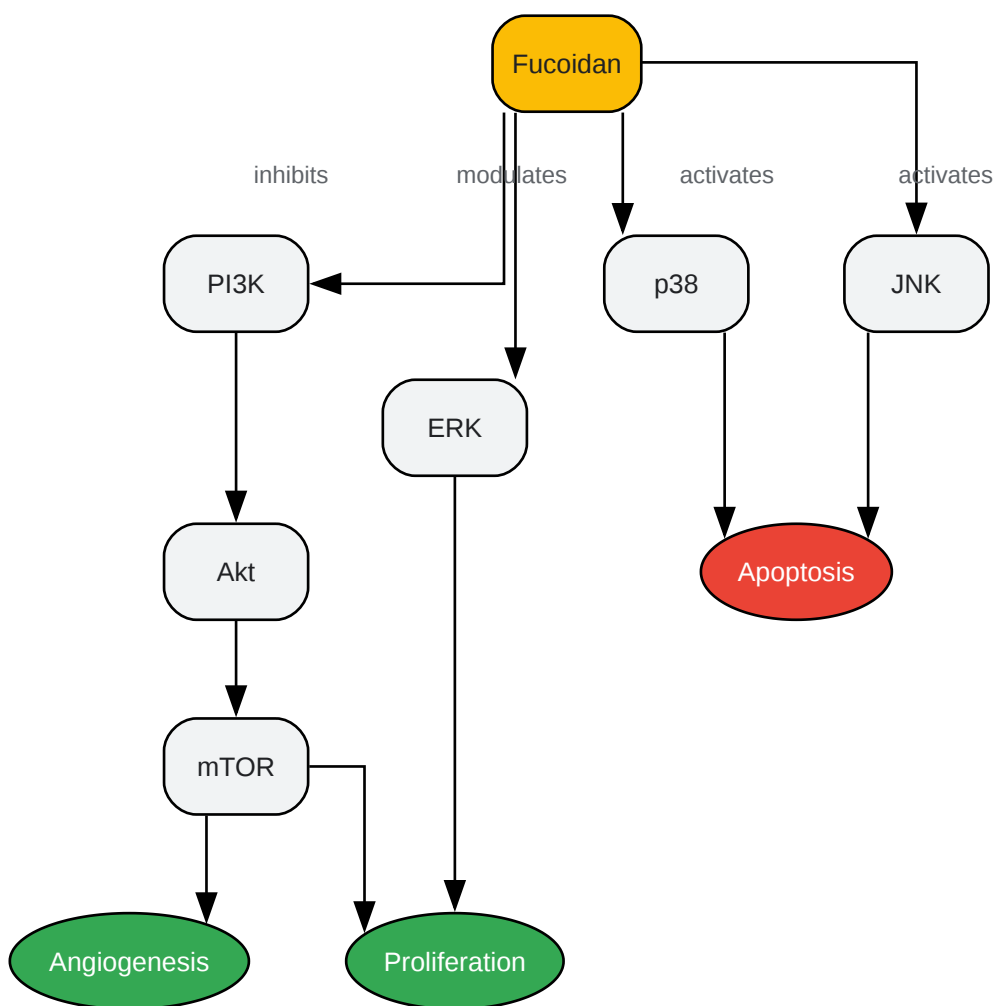 Fucoidan
inhibits
modulates
activates
activates
PI3K
p38
JNK
ERK
Akt
Apoptosis
mTOR
Angiogenesis
Proliferation